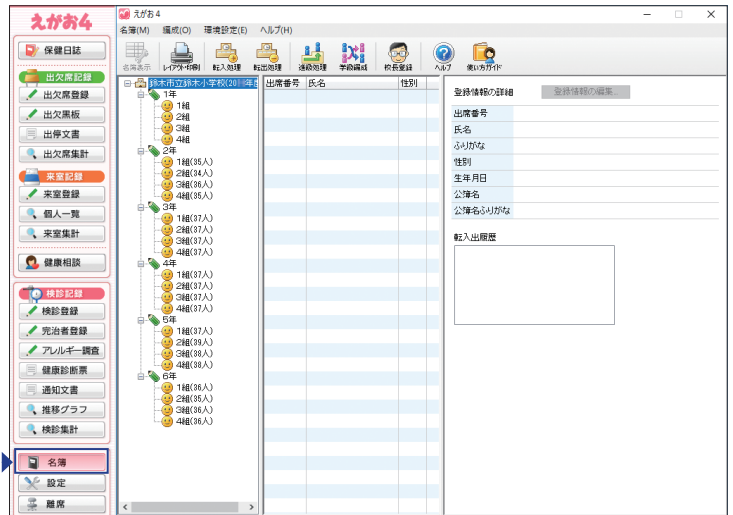 えがお4
保健日誌
出欠席記録
出欠席登録
出欠黒板
出停文書
出欠席集計
来室記録
来室登録
個人一覧
来室集計
健康相談
検診記録
検診登録
完治者登録
アレルギー調査
健康診断票
通知文書
推移グラフ
検診集計
名簿
設定
離席
えがお4
名簿(M) 編成(O) 環境設定(E) ヘルプ(H)
名簿表示 レイアウト・印刷 転入処理 転出処理 進級処理 学級編成 校長登録 ヘルプ 使い方ガイド
鈴木市立鈴木小学校(20
1年
1組
2組
3組
4組
2年
1組(35人)
2組(34人)
3組(36人)
4組(35人)
3年
1組(37人)
2組(37人)
3組(37人)
4組(37人)
4年
1組(37人)
2組(37人)
3組(37人)
4組(37人)
5年
1組(37人)
2組(39人)
3組(38人)
4組(38人)
6年
1組(36人)
2組(35人)
3組(36人)
4組(36人)
出席番号 氏名 性別
登録情報の詳細 登録情報の編集...
出席番号
氏名
ふりがな
性別
生年月日
公簿名
公簿名ふりがな
転入出履歴